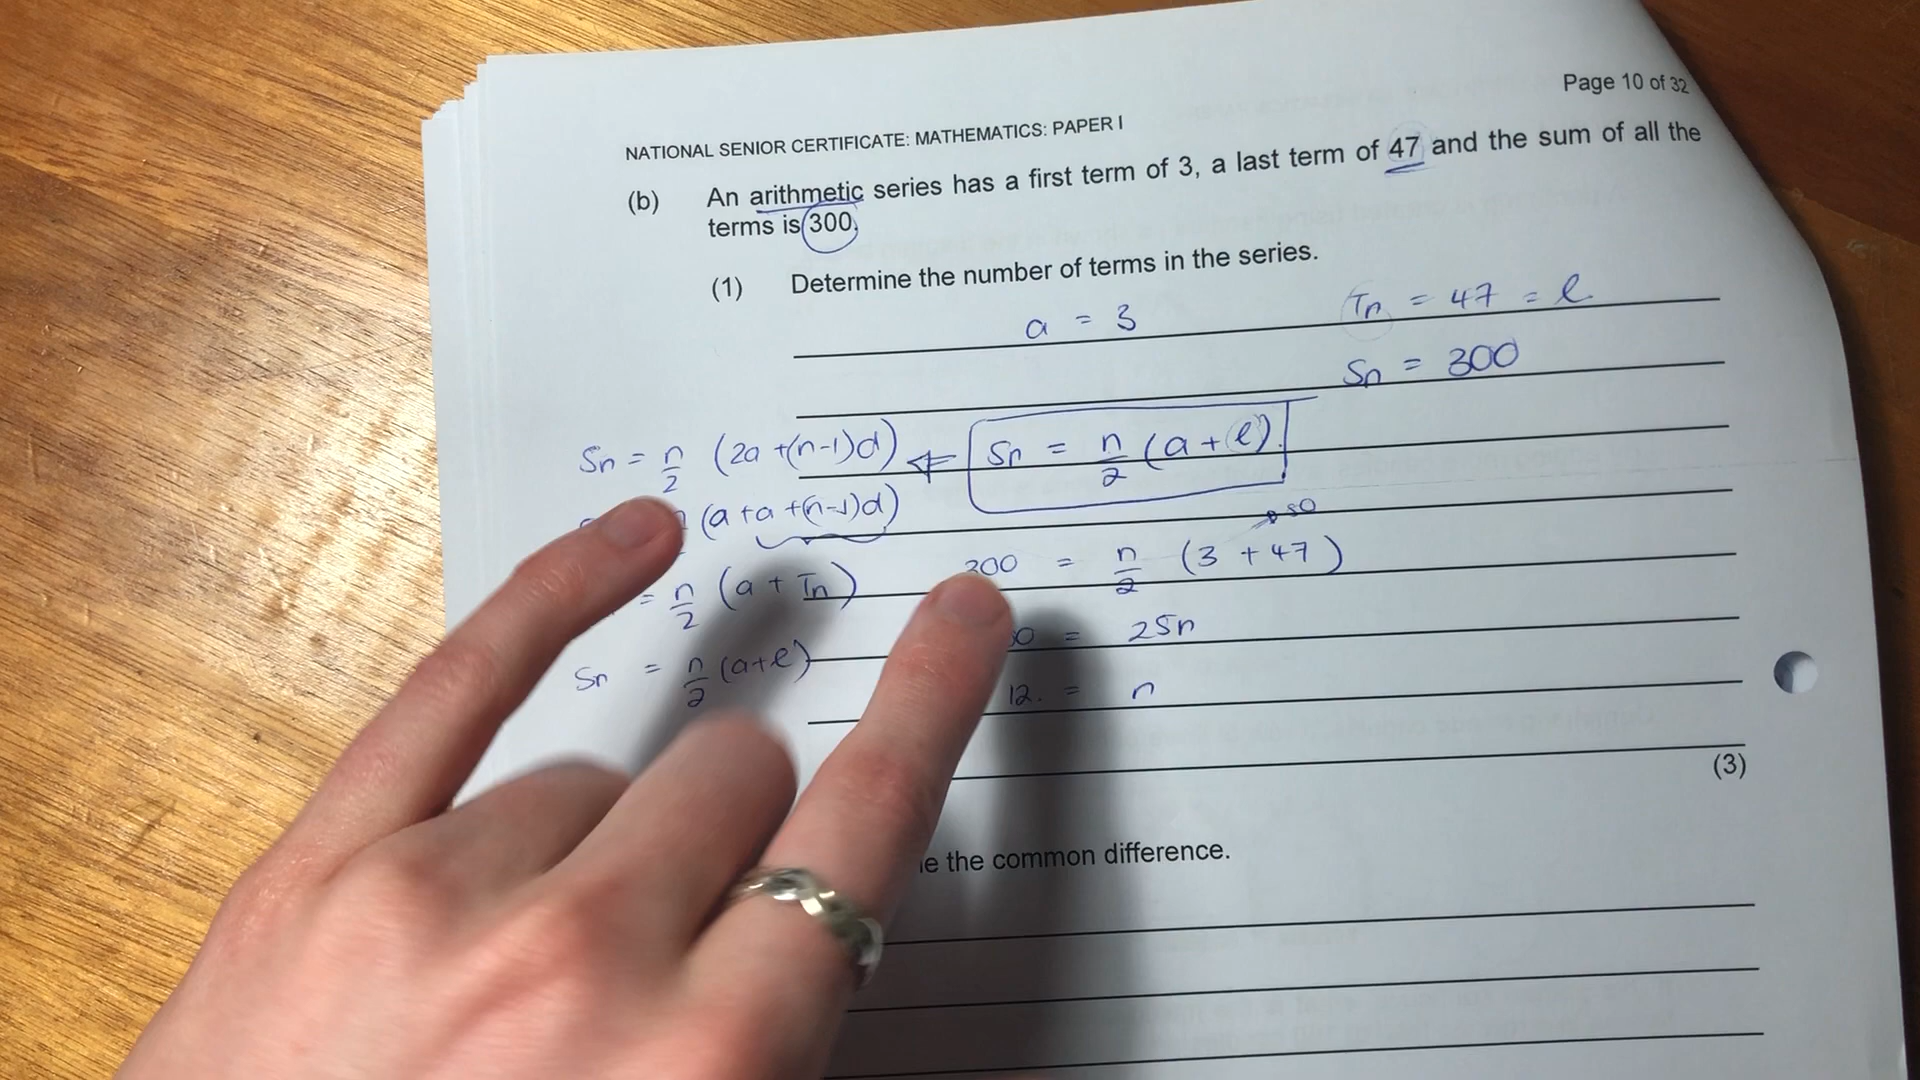 Page 10 of 32
NATIONAL SENIOR CERTIFICATE: MATHEMATICS: PAPER I
(b) An arithmetic series has a first term of 3, a last term of 47 and the sum of all the
terms is 300.
(1) Determine the number of terms in the series.
a = 3
Tn = 47 = l
Sn = 300
Sn = n/2 (2a +(n-1)d) ⇐ Sn = n/2 (a + l).
(a + a + (n-1)d)
50
= n/2 (a + Tn)
300 = n/2 (3 + 47)
= 25n
Sn = n/2 (a+l)
12. = n
(3)
the common difference.